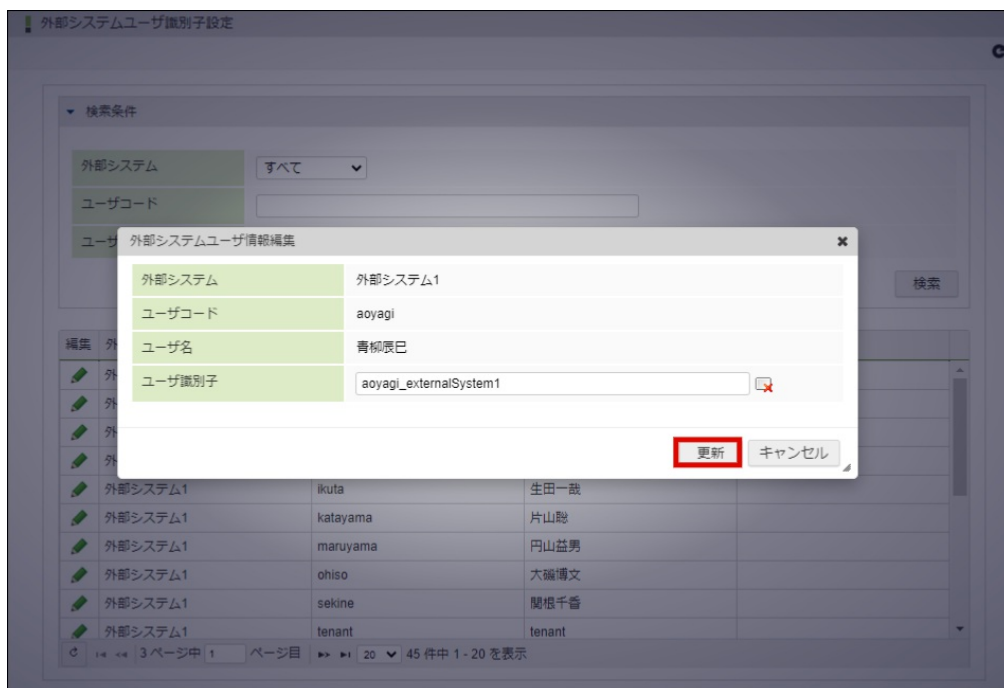 外部システムユーザ識別子設定
検索条件
外部システム すべて
ユーザコード
ユーザ
検索
外部システムユーザ情報編集
外部システム 外部システム1
ユーザコード aoyagi
ユーザ名 青柳辰巳
ユーザ識別子 aoyagi_externalSystem1
更新 キャンセル
編集 外
外
外
外
外
外部システム1 ikuta 生田一哉
外部システム1 katayama 片山聡
外部システム1 maruyama 円山益男
外部システム1 ohiso 大磯博文
外部システム1 sekine 関根千香
外部システム1 tenant tenant
3 ページ中 1 ページ目 20 45 件中 1 - 20 を表示